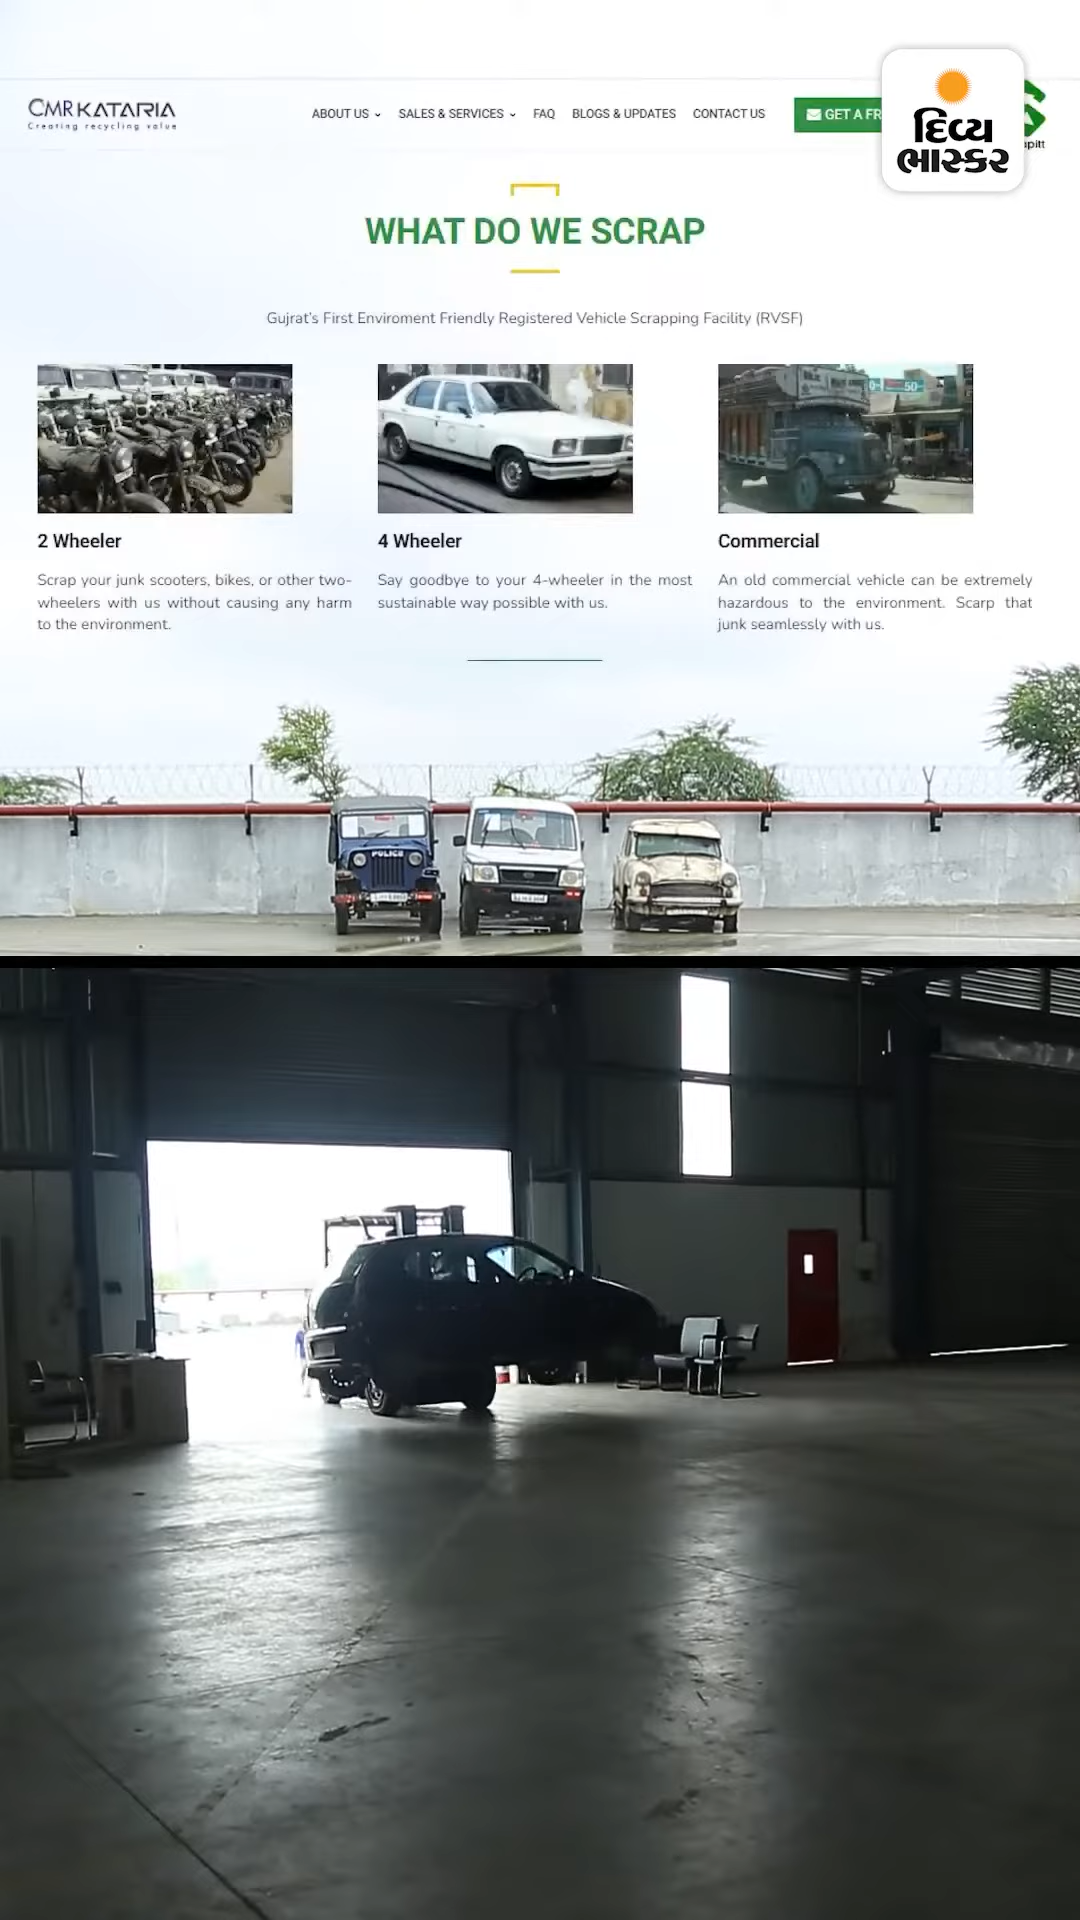 CMR KATARIA
Creating recycling value
ABOUT US
SALES & SERVICES
FAQ
BLOGS & UPDATES
CONTACT US
GET A FR
દિવ્ય
ભાસ્કર
apitt
WHAT DO WE SCRAP
Gujrat's First Enviroment Friendly Registered Vehicle Scrapping Facility (RVSF)
2 Wheeler
Scrap your junk scooters, bikes, or other two-
wheelers with us without causing any harm
to the environment.
4 Wheeler
Say goodbye to your 4-wheeler in the most
sustainable way possible with us.
Commercial
An old commercial vehicle can be extremely
hazardous to the environment. Scarp that
junk seamlessly with us.
POLICE